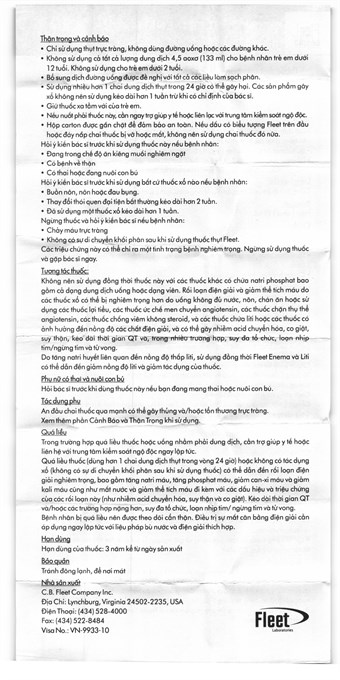 Thận trọng và cảnh báo
• Chỉ sử dụng thụt trực tràng, không dùng đường uống hoặc các đường khác.
• Không sử dụng cả tất cả lượng dung dịch 4,5 aoxơ (133 ml) cho bệnh nhân trẻ em dưới
12 tuổi. Không sử dụng cho trẻ em dưới 2 tuổi.
• Bổ sung dịch đường uống được đề nghị với tất cả các liều làm sạch phân.
• Sử dụng nhiều hơn 1 chai dung dịch thụt trong 24 giờ có thể gây hại. Các sản phẩm gây
xổ không nên sử dụng kéo dài hơn 1 tuần trừ khi có chỉ định của bác sĩ.
• Giữ thuốc xa tầm với của trẻ em.
• Nếu nuốt phải thuốc này, cần ngay trợ giúp y tế hoặc liên lạc với trung tâm kiểm soát ngộ độc.
• Hộp carton được gắn chặt để đảm bảo an toàn. Nếu dấu có biểu tượng Fleet trên đầu
hoặc đáy nắp chai thuốc bị vỡ hoặc mất, không nên sử dụng chai thuốc đó nữa.
Hỏi ý kiến bác sĩ trước khi sử dụng thuốc này nếu bệnh nhân:
• Đang trong chế độ ăn kiêng muối nghiêm ngặt
• Có bệnh về thận
• Có thai hoặc đang nuôi con bú
Hỏi ý kiến bác sĩ trước khi sử dụng bất cứ thuốc xổ nào nếu bệnh nhân:
• Buồn nôn, nôn hoặc đau bụng.
• Thay đổi thói quen đại tiện bất thường kéo dài hơn 2 tuần.
• Đã sử dụng một thuốc xổ kéo dài hơn 1 tuần.
Ngừng thuốc và hỏi ý kiến bác sĩ nếu bệnh nhân:
• Chảy máu trực tràng
• Không có sự di chuyển khối phân sau khi sử dụng thuốc thụt Fleet.
Các triệu chứng này có thể chỉ ra một tình trạng bệnh nghiêm trọng. Ngừng sử dụng thuốc
và gặp bác sĩ ngay.
Tương tác thuốc:
Không nên sử dụng đồng thời thuốc này với các thuốc khác có chứa natri phosphat bao
gồm cả dạng dung dịch uống hoặc dạng viên. Rối loạn điện giải và giảm thể tích máu do
các thuốc xổ có thể bị nghiêm trọng hơn do uống không đủ nước, nôn, chán ăn hoặc sử
dụng các thuốc lợi tiểu, các thuốc ức chế men chuyển angiotensin, các thuốc chẹn thụ thể
angiotensin, các thuốc chống viêm không steroid, và các thuốc chứa liti hoặc các thuốc có
ảnh hưởng đến nồng độ các chất điện giải, và có thể gây nhiễm acid chuyển hóa, co giật,
suy thận, kéo dài thời gian QT và, trong nhiều trường hợp, suy đa tổ chức, loạn nhịp
tim/ngừng tim và tử vong.
Do tăng natri huyết liên quan đến nồng độ thấp liti, sử dụng đồng thời Fleet Enema và Liti
có thể dẫn đến giảm nồng độ liti và giảm tác dụng của thuốc.
Phụ nữ có thai và nuôi con bú
Hỏi bác sĩ trước khi dùng thuốc này nếu bạn đang mang thai hoặc nuôi con bú.
Tác dụng phụ
Ấn đầu chai thuốc quá mạnh có thể gây thủng và/hoặc tổn thương trực tràng.
Xem thêm phần Cảnh Báo và Thận Trọng khi sử dụng.
Quá liều
Trong trường hợp quá liều thuốc hoặc uống nhầm phải dung dịch, cần trợ giúp y tế hoặc
liên hệ với trung tâm kiểm soát ngộ độc ngay lập tức.
Quá liều thuốc (dùng hơn 1 chai dung dịch thụt trong vòng 24 giờ) hoặc không có tác dụng
xổ (không có sự di chuyển khối phân sau khi sử dụng thuốc) có thể dẫn đến rối loạn điện
giải nghiêm trọng, bao gồm tăng natri máu, tăng phosphat máu, giảm can-xi máu và giảm
kali máu cũng như mất nước và giảm thể tích máu đi kèm với các dấu hiệu và triệu chứng
của các rối loạn này (như nhiễm acid chuyển hóa, suy thận và co giật). Kéo dài thời gian QT
và/hoặc các trường hợp nặng hơn, suy đa tổ chức, loạn nhịp tim/ ngừng tim và tử vong.
Bệnh nhân bị quá liều nên được theo dõi cẩn thận. Điều trị sự mất cân bằng điện giải cần
áp dụng ngay lập tức với liệu pháp bù nước và điện giải thích hợp.
Hạn dùng
Hạn dùng của thuốc: 3 năm kể từ ngày sản xuất
Bảo quản
Tránh đông lạnh, để nơi mát
Nhà sản xuất
C.B. Fleet Company Inc.
Địa Chỉ: Lynchburg, Virginia 24502-2235, USA
Điện Thoại: (434) 528-4000
Fax: (434) 522-8484
Visa No.: VN-9933-10
Fleet
Laboratories